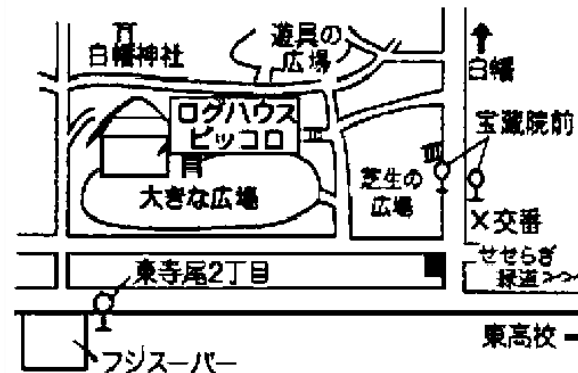 白幡神社
遊具の
広場
白幡
ログハウス
ピッコロ
宝蔵院前
大きな広場
芝生の
広場
交番
せせらぎ
緑道
東寺尾2丁目
東高校
フジスーパー